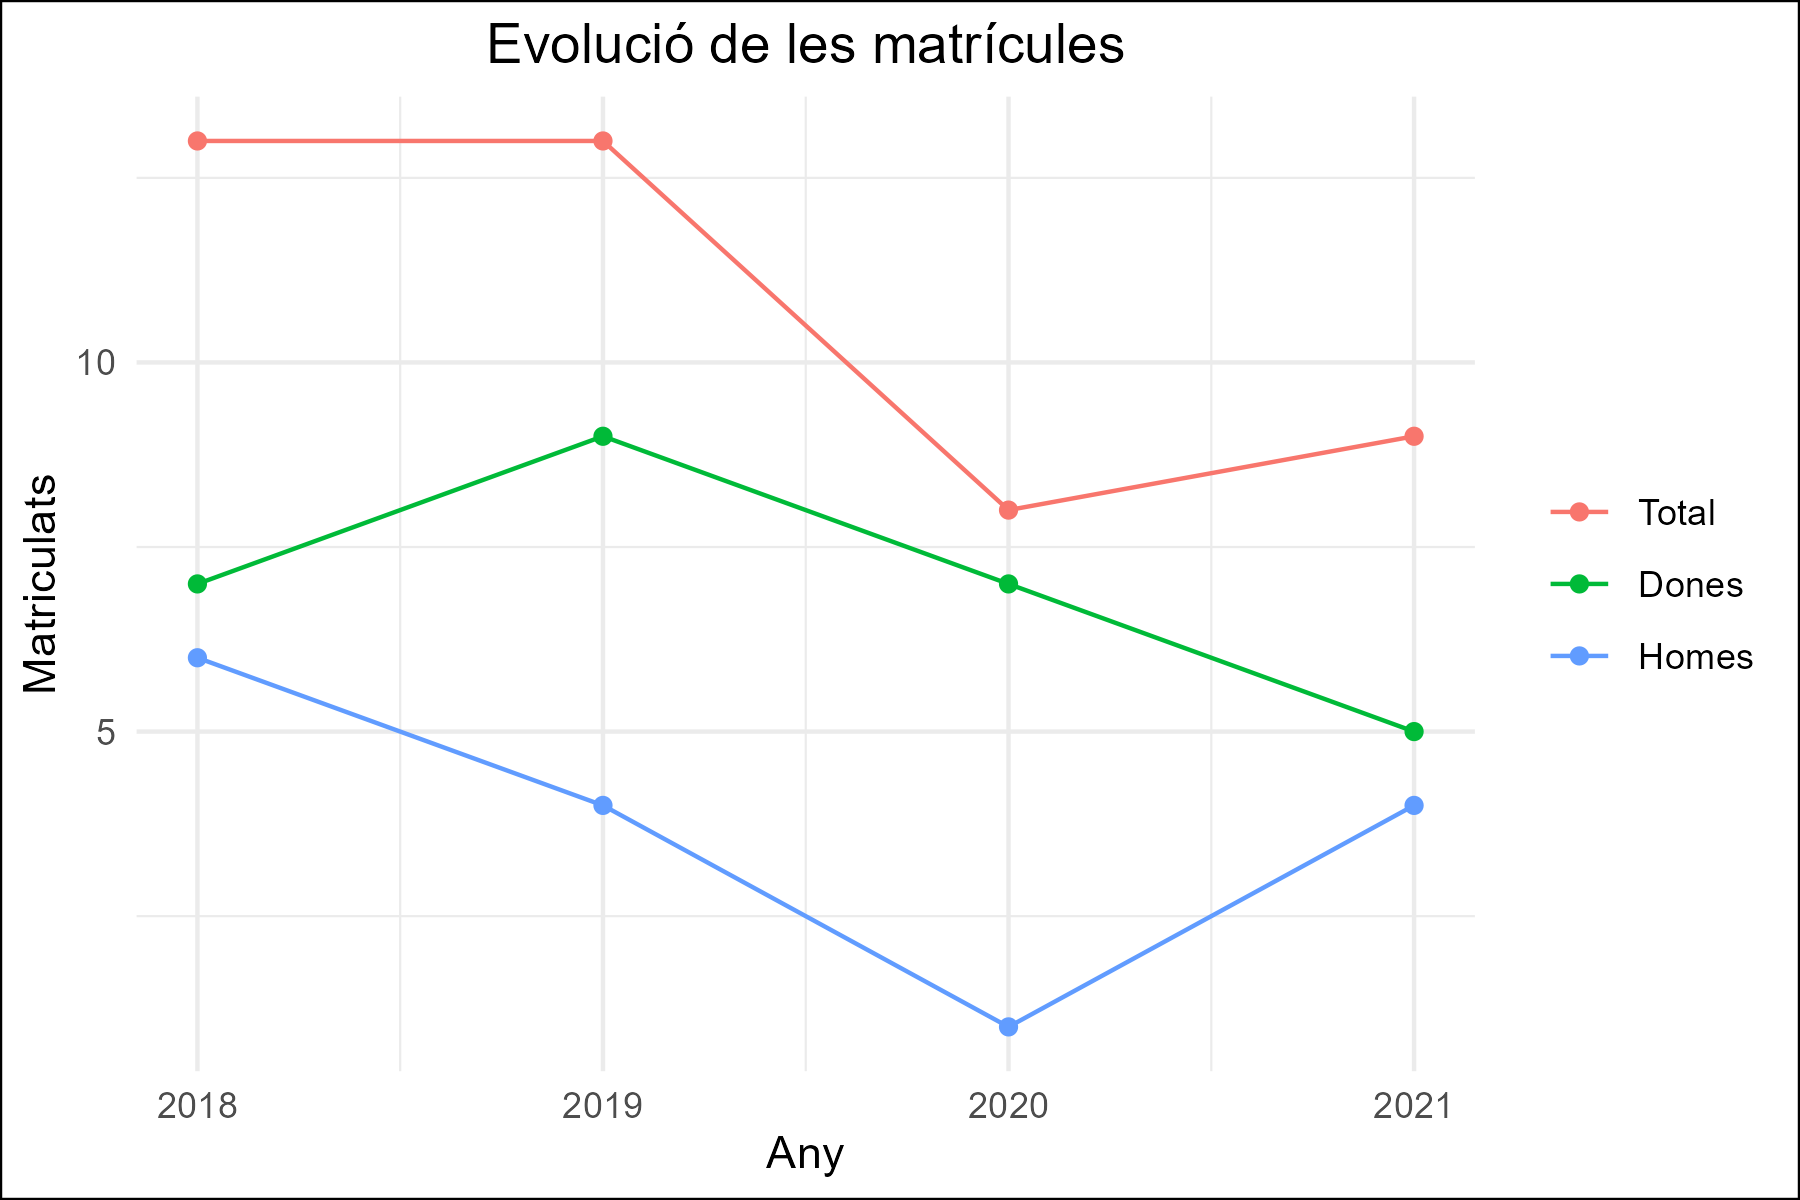 Evolució de les matrícules
Matriculats
10
5
2018 2019 2020 2021
Any
Total
Dones
Homes